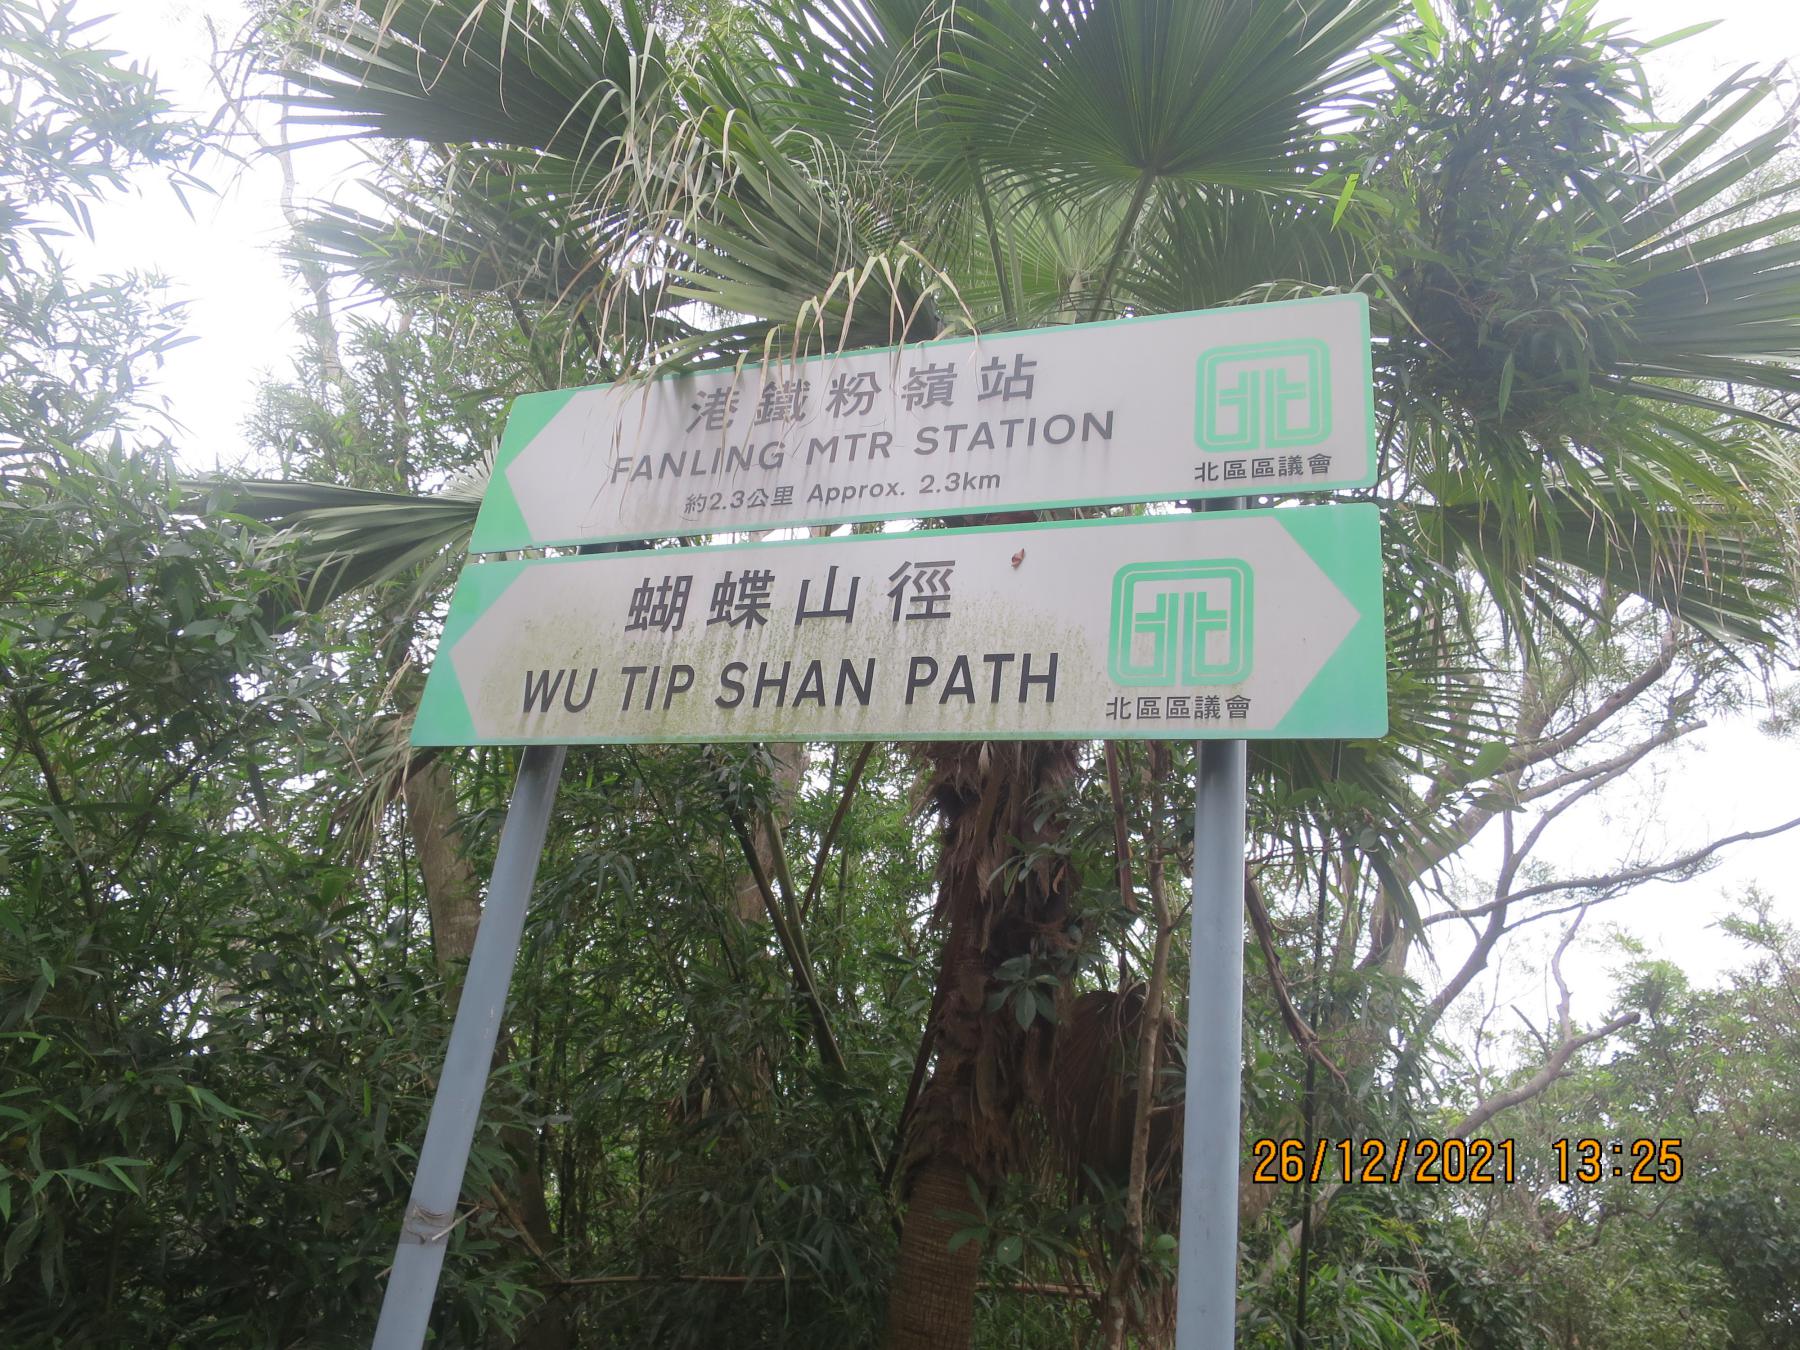 港鐵粉嶺站
FANLING MTR STATION
約2.3公里 Approx. 2.3km
北
北區區議會
蝴蝶山徑
WU TIP SHAN PATH
北
北區區議會
26/12/2021 13:25